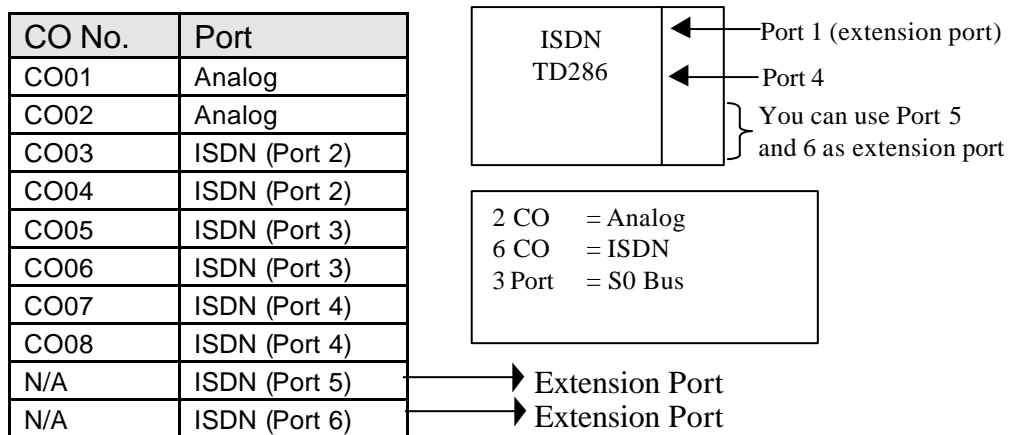 CO No. Port
CO01 Analog
CO02 Analog
CO03 ISDN (Port 2)
CO04 ISDN (Port 2)
CO05 ISDN (Port 3)
CO06 ISDN (Port 3)
CO07 ISDN (Port 4)
CO08 ISDN (Port 4)
N/A ISDN (Port 5) Extension Port
N/A ISDN (Port 6) Extension Port
ISDN
TD286
Port 1 (extension port)
Port 4
You can use Port 5
and 6 as extension port
2 CO = Analog
6 CO = ISDN
3 Port = S0 Bus